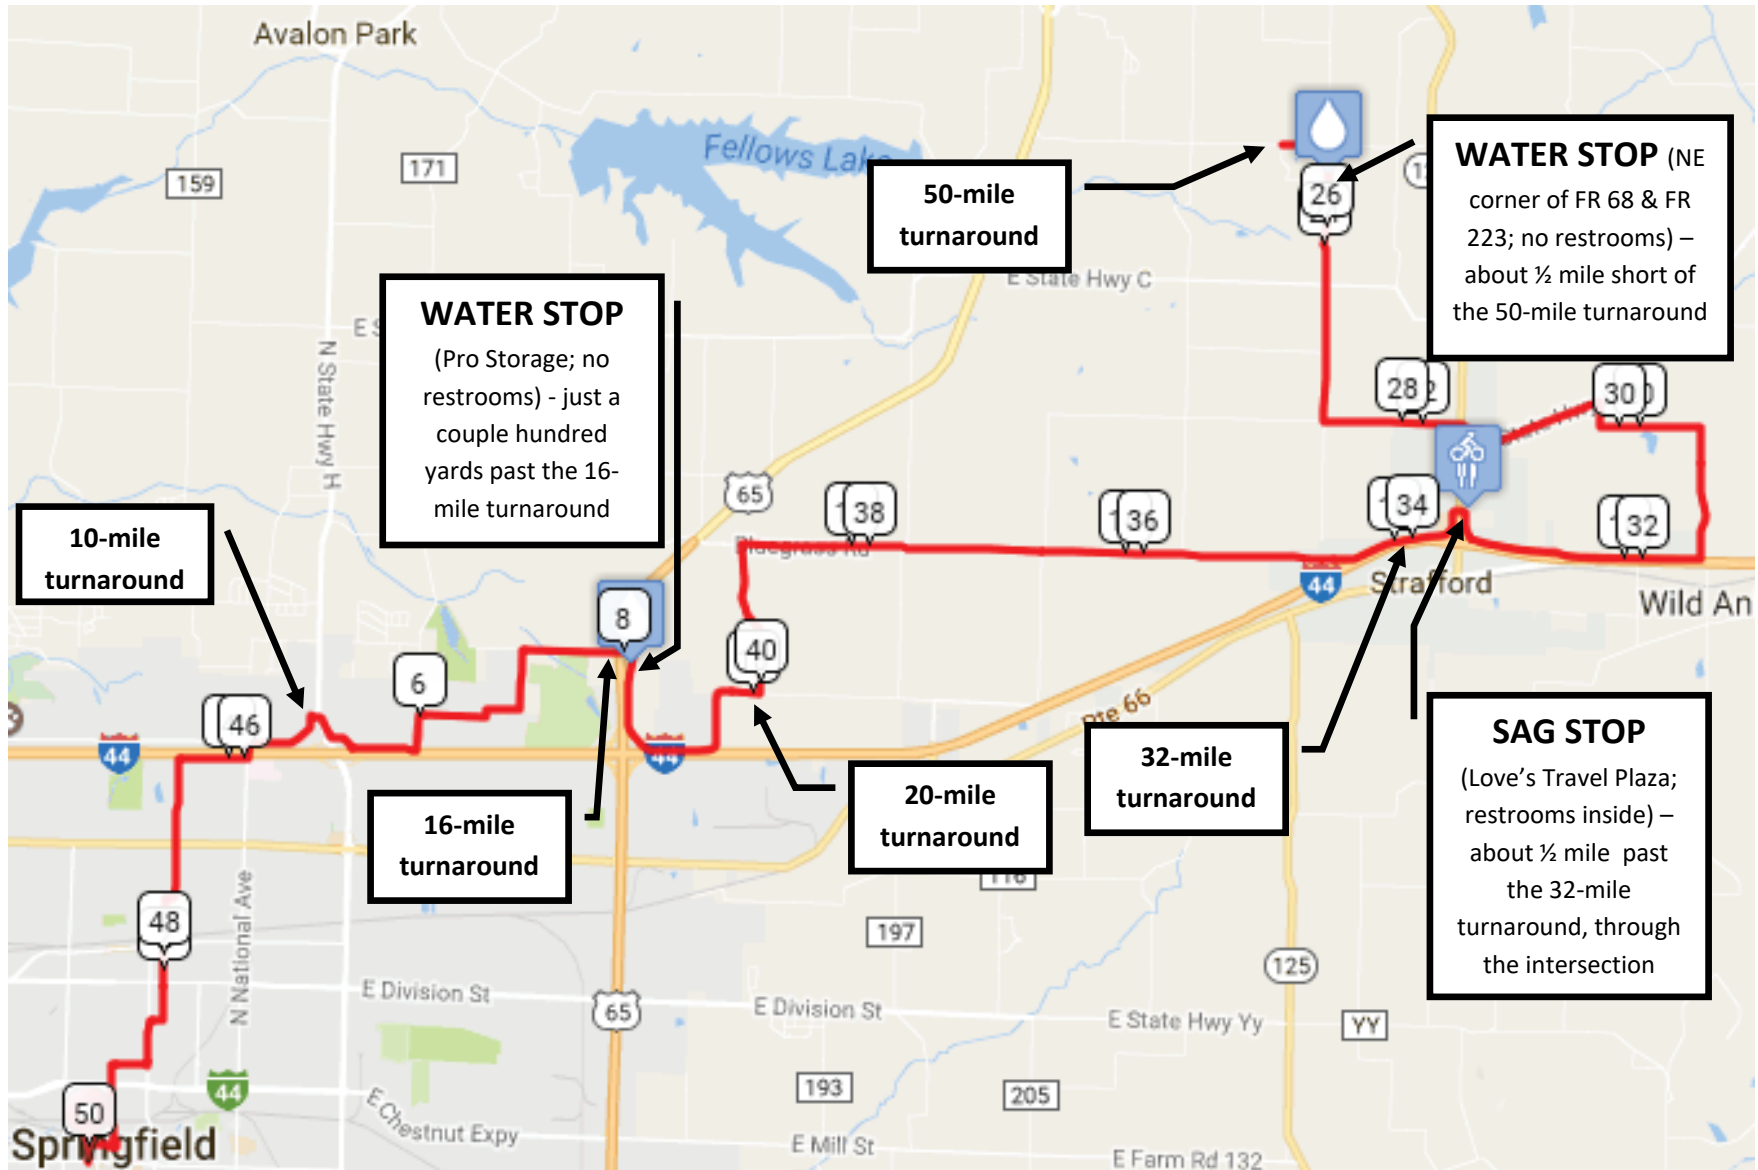 Avalon Park
159
171
Fellows Lake
50-mile
turnaround
26
WATER STOP (NE
corner of FR 68 & FR
223; no restrooms) –
about ½ mile short of
the 50-mile turnaround
E State Hwy C
WATER STOP
(Pro Storage; no
restrooms) - just a
couple hundred
yards past the 16-
mile turnaround
N State Hwy H
28
30
65
38
36
34
32
Bluegrass Rd
10-mile
turnaround
44
Strafford
Wild An
8
40
6
46
44
44
Rte 66
32-mile
turnaround
SAG STOP
(Love's Travel Plaza;
restrooms inside) –
about ½ mile past
the 32-mile
turnaround, through
the intersection
16-mile
turnaround
20-mile
turnaround
116
48
N National Ave
197
125
E Division St
65
E Division St
E State Hwy Yy
YY
44
193
205
50
E Chestnut Expy
Springfield
E Mill St
E Farm Rd 132